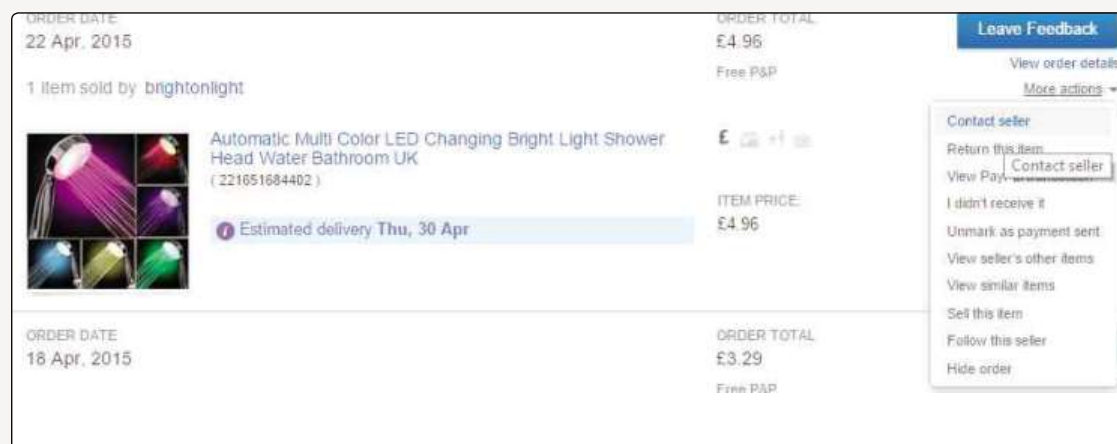 ORDER DATE
22 Apr, 2015
1 item sold by brightonlight
Automatic Multi Color LED Changing Bright Light Shower
Head Water Bathroom UK
( 221651684402 )
Estimated delivery Thu, 30 Apr
ORDER TOTAL
£4.96
Free P&P
£
ITEM PRICE:
£4.96
Leave Feedback
View order details
More actions
Contact seller
Return this item
Contact seller
View Pay
I didn't receive it
Unmark as payment sent
View seller's other items
View similar items
Sell this item
Follow this seller
Hide order
ORDER DATE
18 Apr, 2015
ORDER TOTAL
£3.29
Free P&P